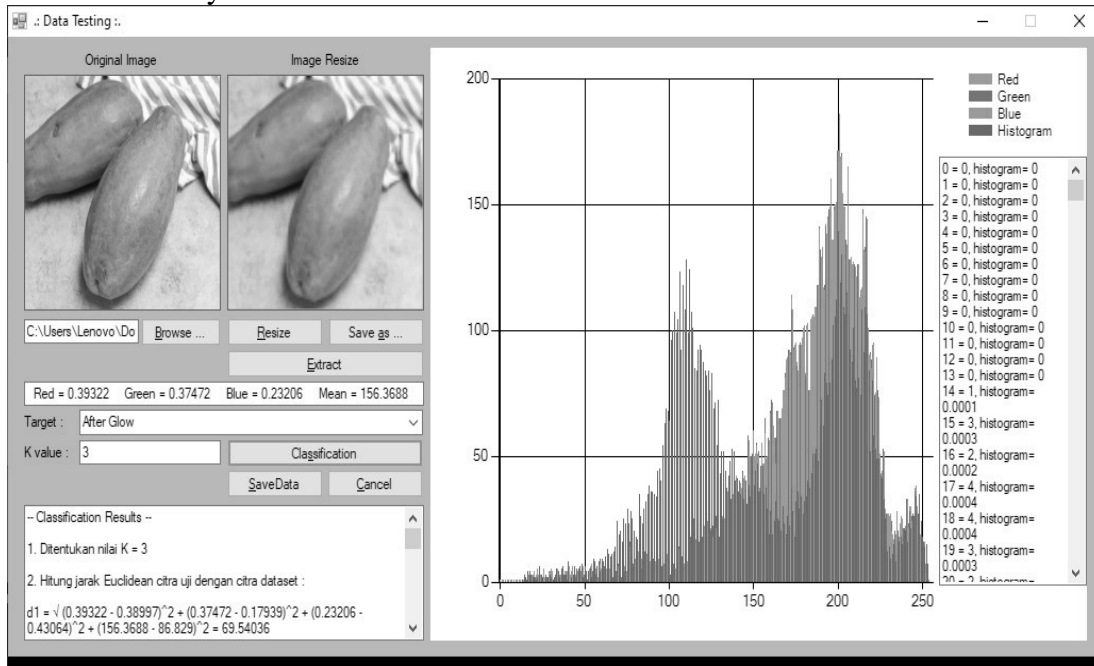 .: Data Testing :.
Original Image
Image Resize
C:\Users\Lenovo\Do
Browse ...
Resize
Save as ...
Extract
Red = 0.39322 Green = 0.37472 Blue = 0.23206 Mean = 156.3688
Target : After Glow
K value : 3
Classification
SaveData
Cancel
-- Classification Results --
1. Ditentukan nilai K = 3
2. Hitung jarak Euclidean citra uji dengan citra dataset :
d1 = √ (0.39322 - 0.38997)^2 + (0.37472 - 0.17939)^2 + (0.23206 -
0.43064)^2 + (156.3688 - 86.829)^2 = 69.54036
200
150
100
50
0
0 50 100 150 200 250
Red
Green
Blue
Histogram
0 = 0, histogram= 0
1 = 0, histogram= 0
2 = 0, histogram= 0
3 = 0, histogram= 0
4 = 0, histogram= 0
5 = 0, histogram= 0
6 = 0, histogram= 0
7 = 0, histogram= 0
8 = 0, histogram= 0
9 = 0, histogram= 0
10 = 0, histogram= 0
11 = 0, histogram= 0
12 = 0, histogram= 0
13 = 0, histogram= 0
14 = 1, histogram=
0.0001
15 = 3, histogram=
0.0003
16 = 2, histogram=
0.0002
17 = 4, histogram=
0.0004
18 = 4, histogram=
0.0004
19 = 3, histogram=
0.0003